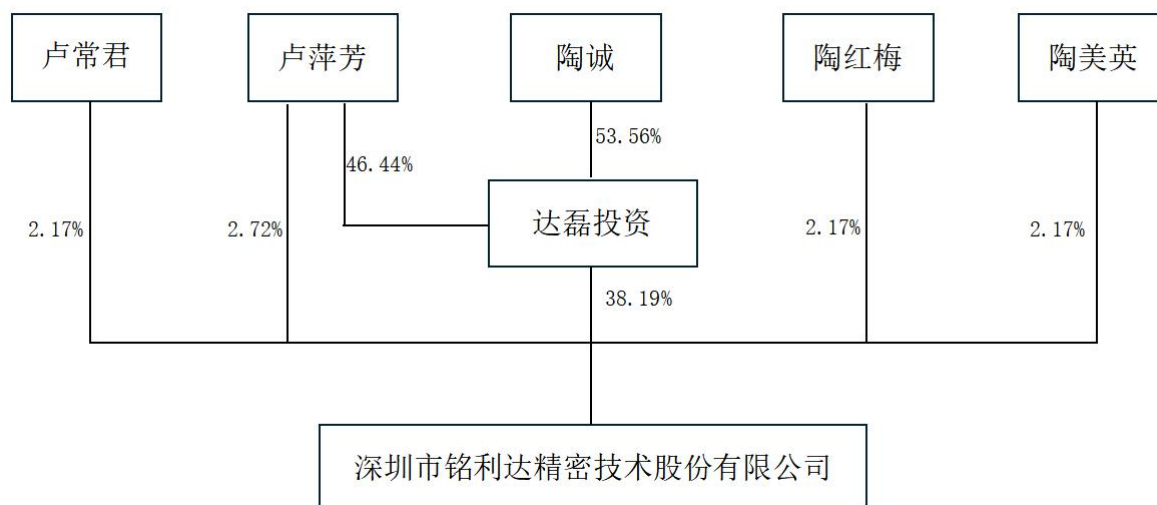 卢常君
卢萍芳
陶诚
陶红梅
陶美英
53.56%
46.44%
达磊投资
2.17%
2.72%
2.17%
2.17%
38.19%
深圳市铭利达精密技术股份有限公司